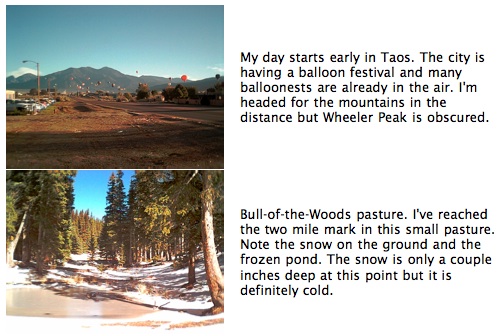 My day starts early in Taos. The city is
having a balloon festival and many
balloonests are already in the air. I'm
headed for the mountains in the
distance but Wheeler Peak is obscured.
Bull-of-the-Woods pasture. I've reached
the two mile mark in this small pasture.
Note the snow on the ground and the
frozen pond. The snow is only a couple
inches deep at this point but it is
definitely cold.